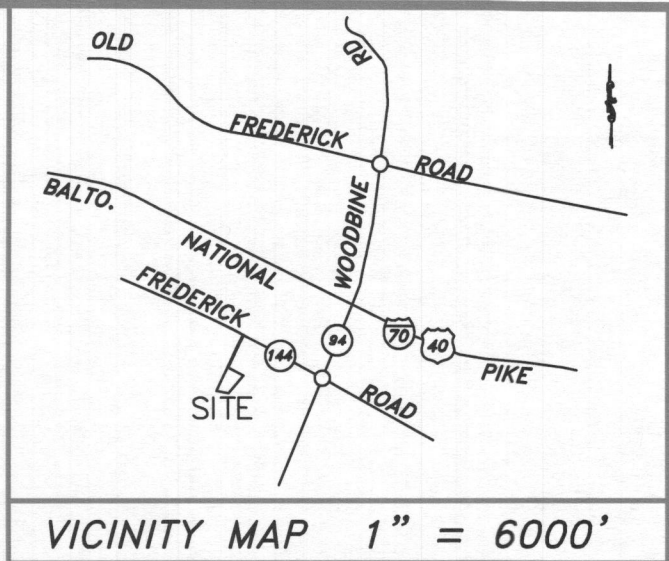 OLD
RD
FREDERICK ROAD
BALTO.
WOODBINE
NATIONAL
FREDERICK
94
70
40
144
PIKE
ROAD
SITE
VICINITY MAP 1" = 6000'